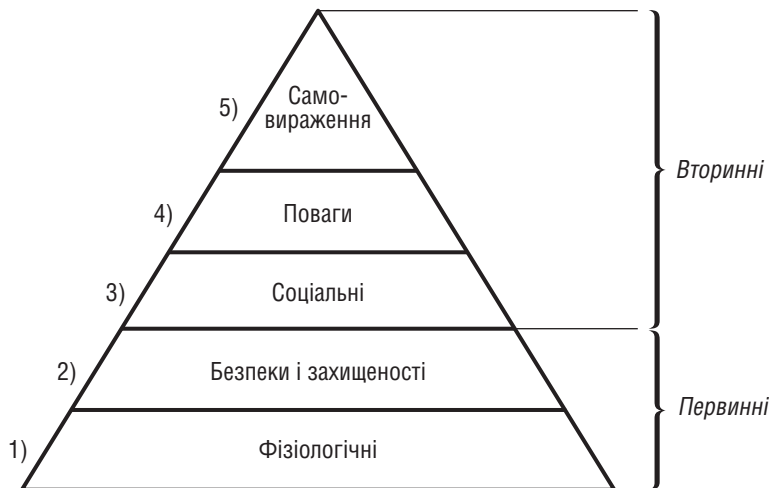 5)
Само-
вираження
4)
Поваги
3)
Соціальні
2)
Безпеки і захищеності
1)
Фізіологічні
Вторинні
Первинні